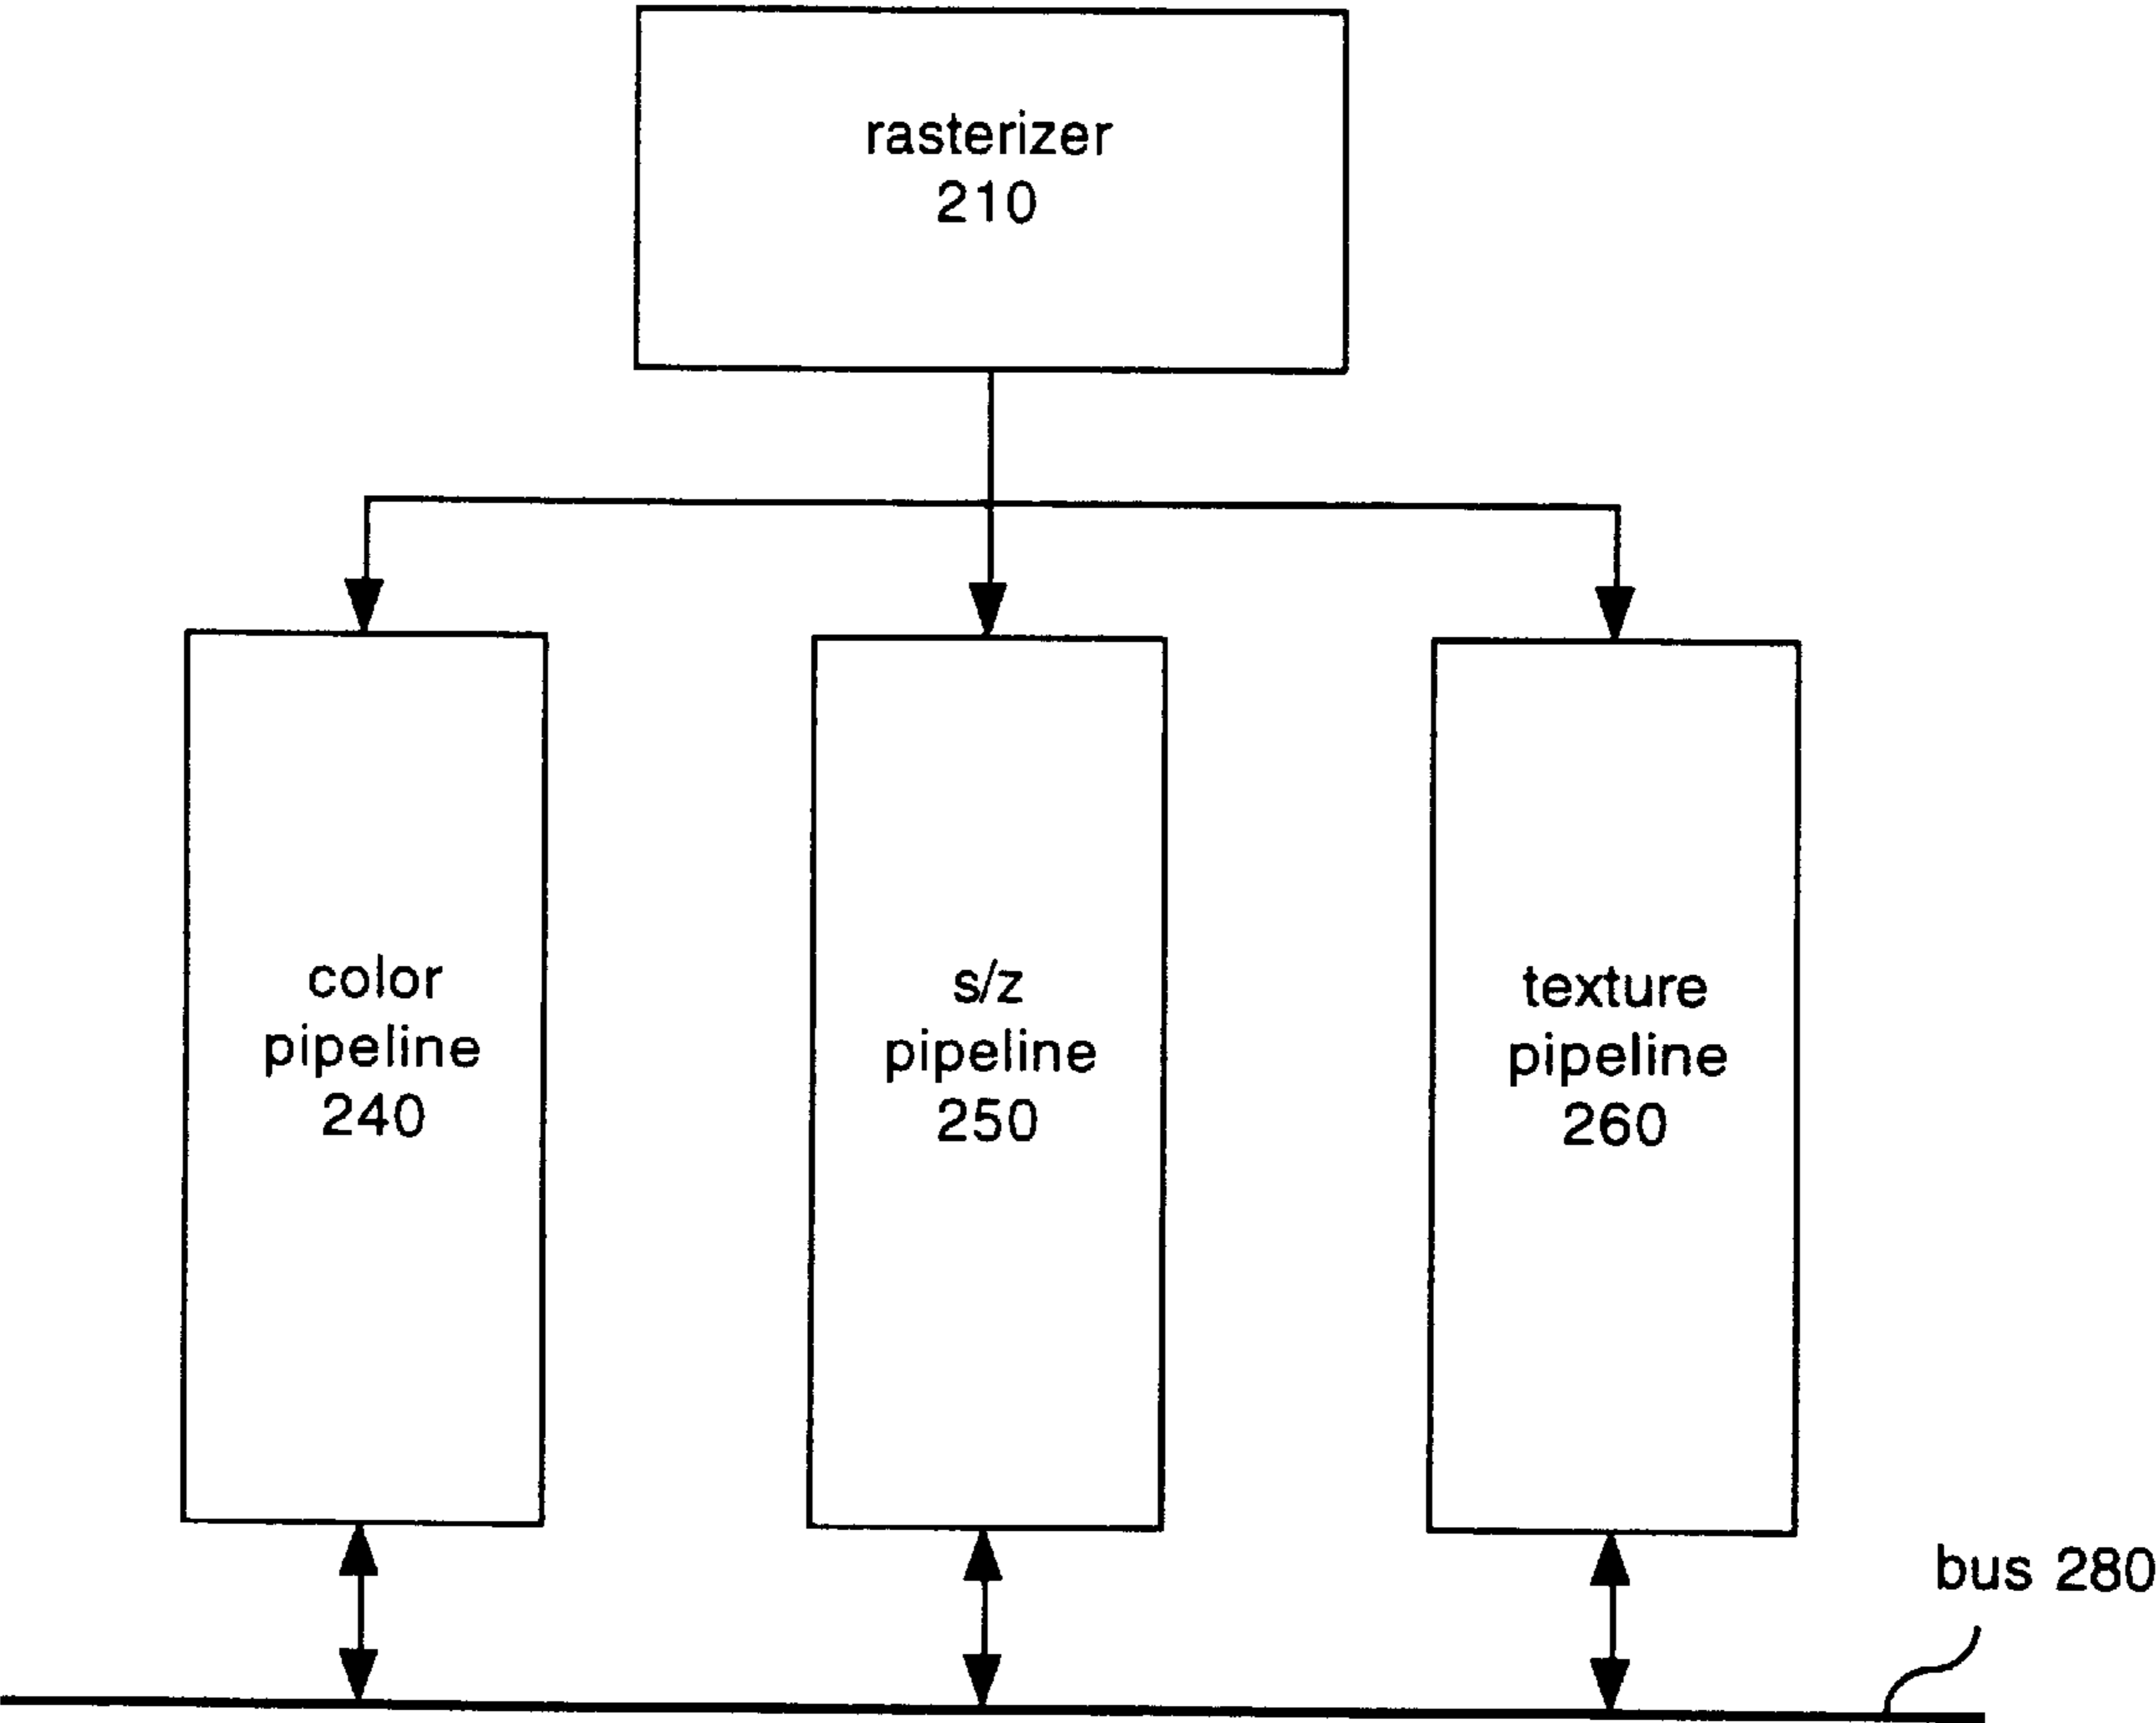 rasterizer
210
color
pipeline
240
s/z
pipeline
250
texture
pipeline
260
bus 280